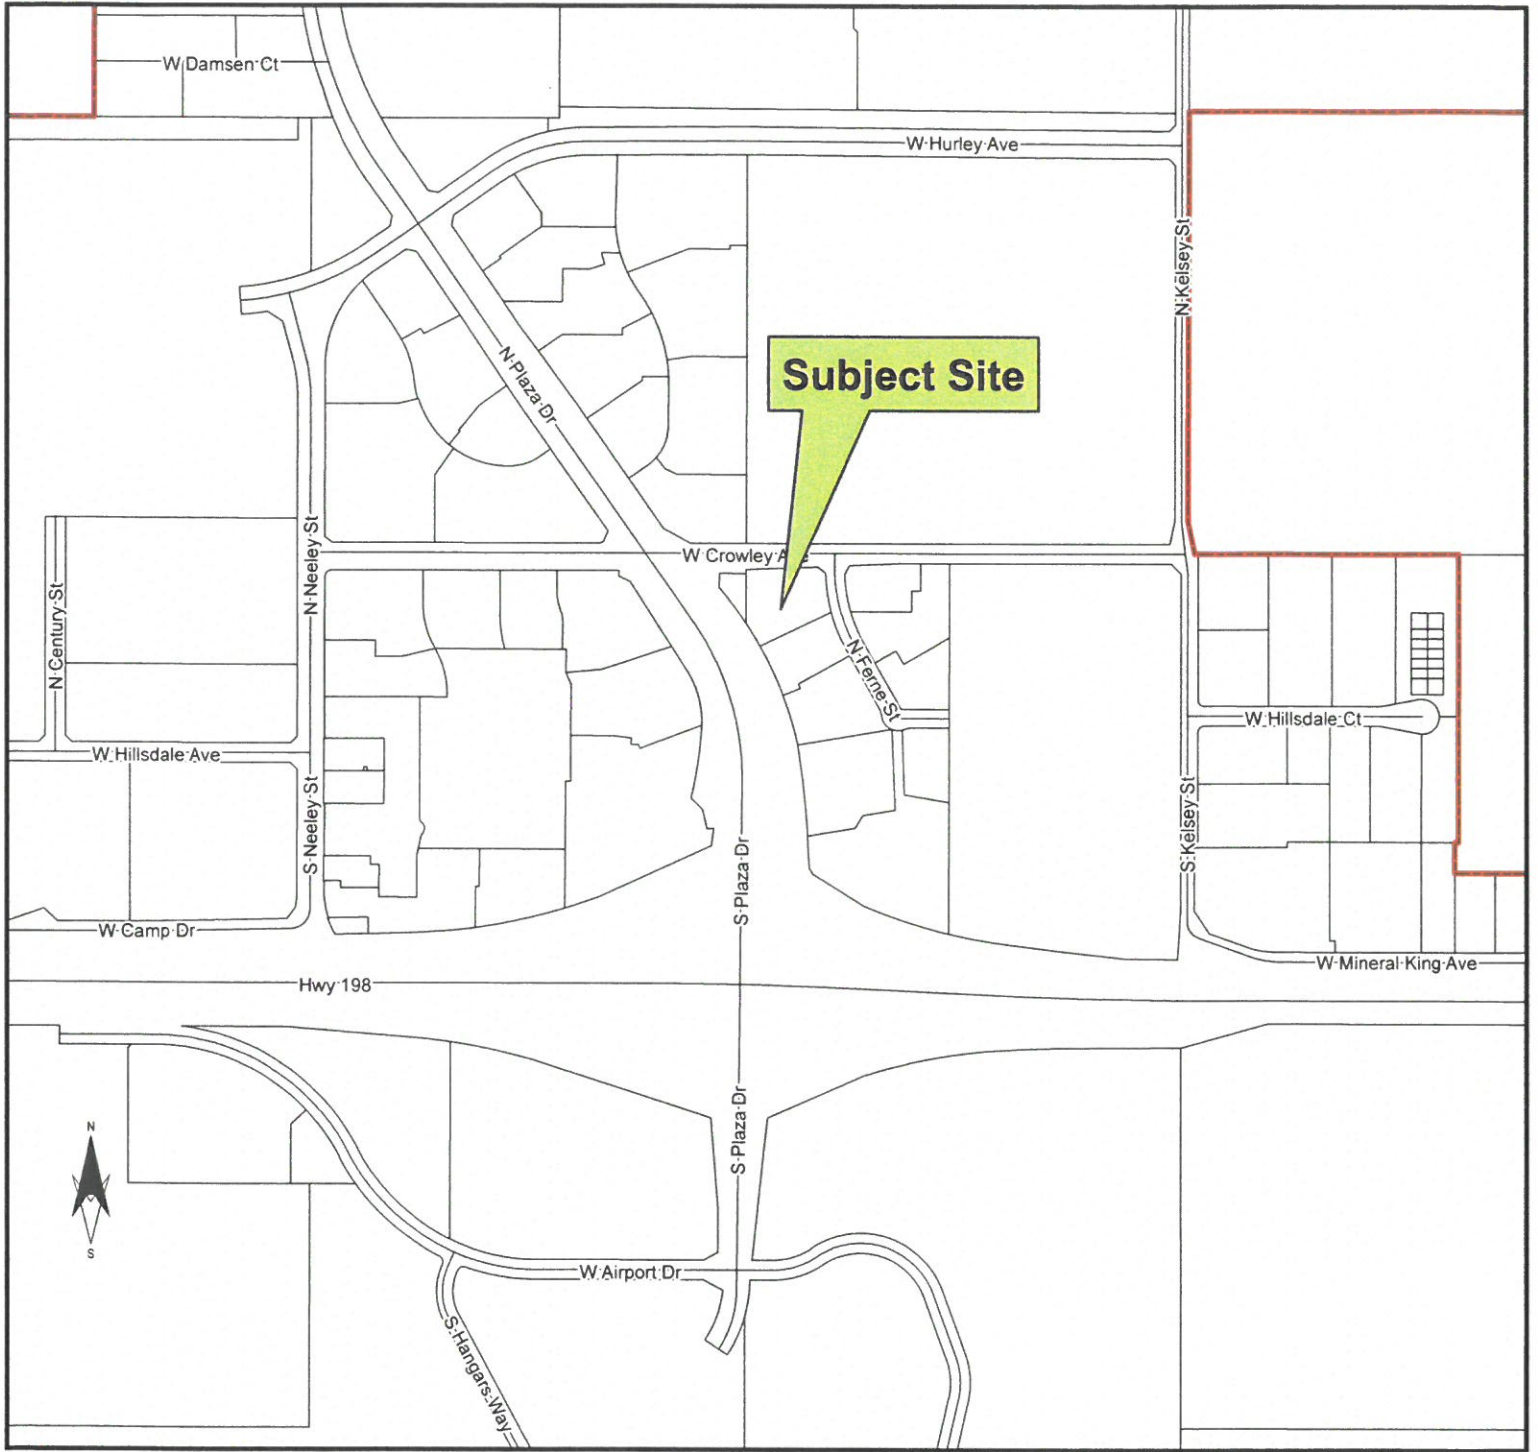 W Damsen Ct
W Hurley Ave
N Kelsey St
N Plaza Dr
Subject Site
W Crowley Ave
N Neeley St
N Century St
N Ferne St
W Hillsdale Ct
W Hillsdale Ave
S Neeley St
S Plaza Dr
S Kelsey St
W Camp Dr
W Mineral King Ave
Hwy 198
S Plaza Dr
N
S
W Airport Dr
S Hangars Way